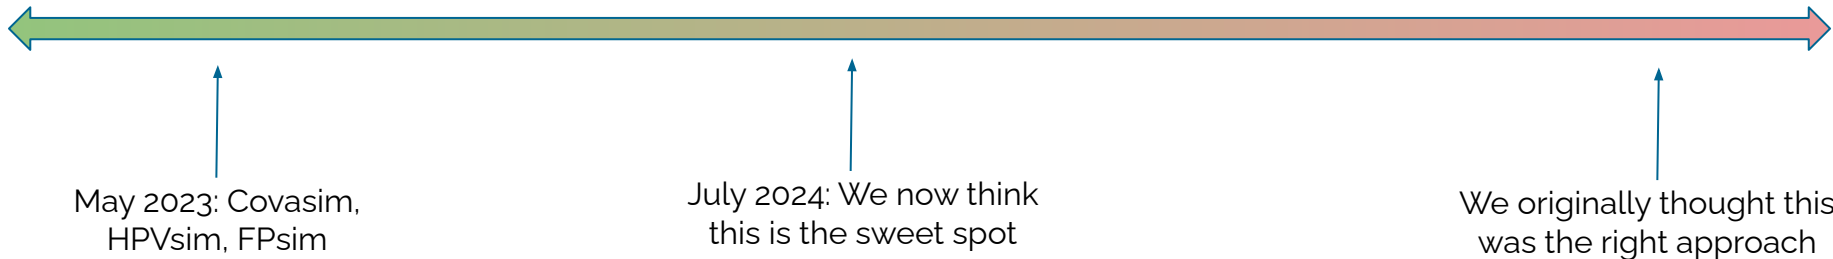 May 2023: Covasim,
HPVsim, FPsim
July 2024: We now think
this is the sweet spot
We originally thought this
was the right approach